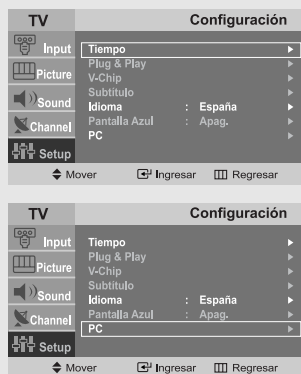 TV Configuración
Input
Picture
Sound
Channel
Setup
Tiempo
Plug & Play
V-Chip
Subtitulo
Idioma : España
Pantalla Azul : Apag.
PC
Mover Ingresar Regresar
TV Configuración
Input
Picture
Sound
Channel
Setup
Tiempo
Plug & Play
V-Chip
Subtitulo
Idioma : España
Pantalla Azul : Apag.
PC
Mover Ingresar Regresar